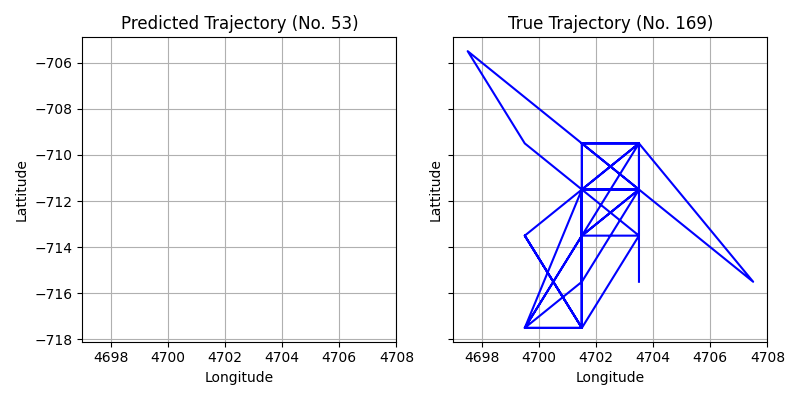 Predicted Trajectory (No. 53)
True Trajectory (No. 169)
−706
−708
−710
−712
−714
−716
−718
Lattitude
Lattitude
4698 4700 4702 4704 4706 4708
4698 4700 4702 4704 4706 4708
Longitude
Longitude